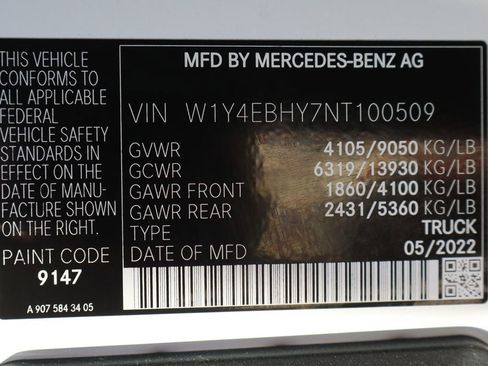 THIS VEHICLE
CONFORMS TO
ALL APPLICABLE
FEDERAL
VEHICLE SAFETY
STANDARDS IN
EFFECT ON THE
DATE OF MANU-
FACTURE SHOWN
ON THE RIGHT.
PAINT CODE
9147
A 907 584 34 05
MFD BY MERCEDES-BENZ AG
VIN W1Y4EBHY7NT100509
GVWR 4105/9050 KG/LB
GCWR 6319/13930 KG/LB
GAWR FRONT 1860/4100 KG/LB
GAWR REAR 2431/5360 KG/LB
TYPE TRUCK
DATE OF MFD 05/2022